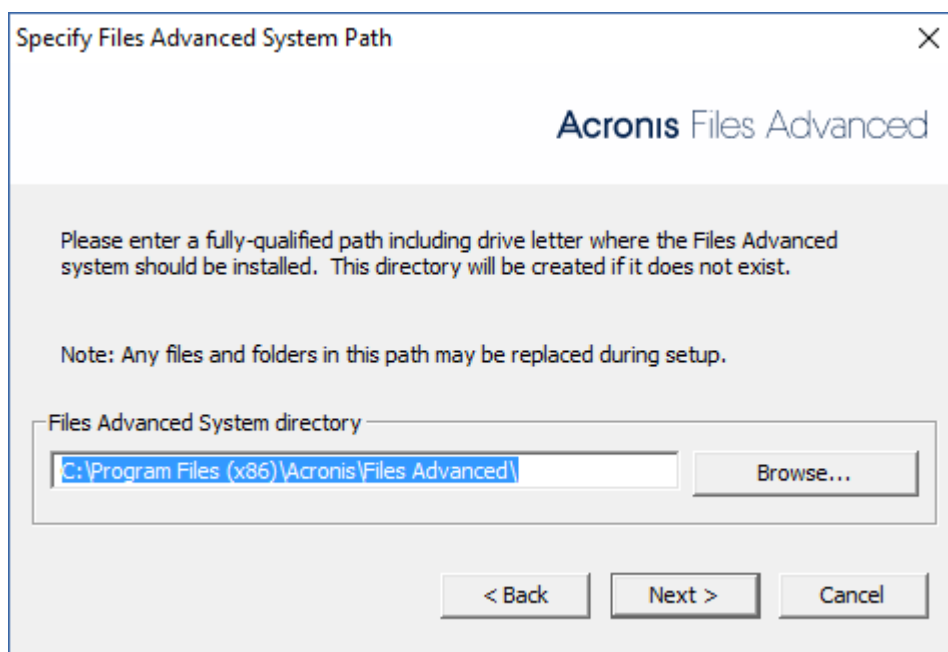 Specify Files Advanced System Path
Acronis Files Advanced
Please enter a fully-qualified path including drive letter where the Files Advanced
system should be installed.  This directory will be created if it does not exist.
Note: Any files and folders in this path may be replaced during setup.
Files Advanced System directory
C:\Program Files (x86)\Acronis\Files Advanced\
Browse...
< Back
Next >
Cancel